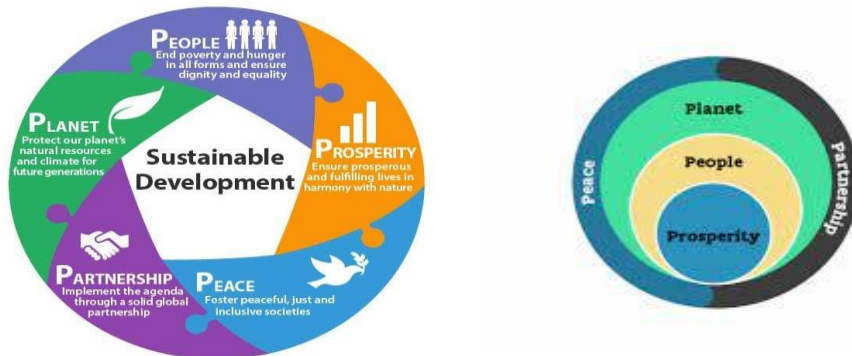 PEOPLE
End poverty and hunger
in all forms and ensure
dignity and equality
PROSPERITY
Ensure prosperous
and fulfilling lives in
harmony with nature
PEACE
Foster peaceful, just and
inclusive societies
PARTNERSHIP
Implement the agenda
through a solid global
partnership
PLANET
Protect our planet's
natural resources
and climate for
future generations
Sustainable
Development
Peace
Planet
People
Prosperity
Partnership